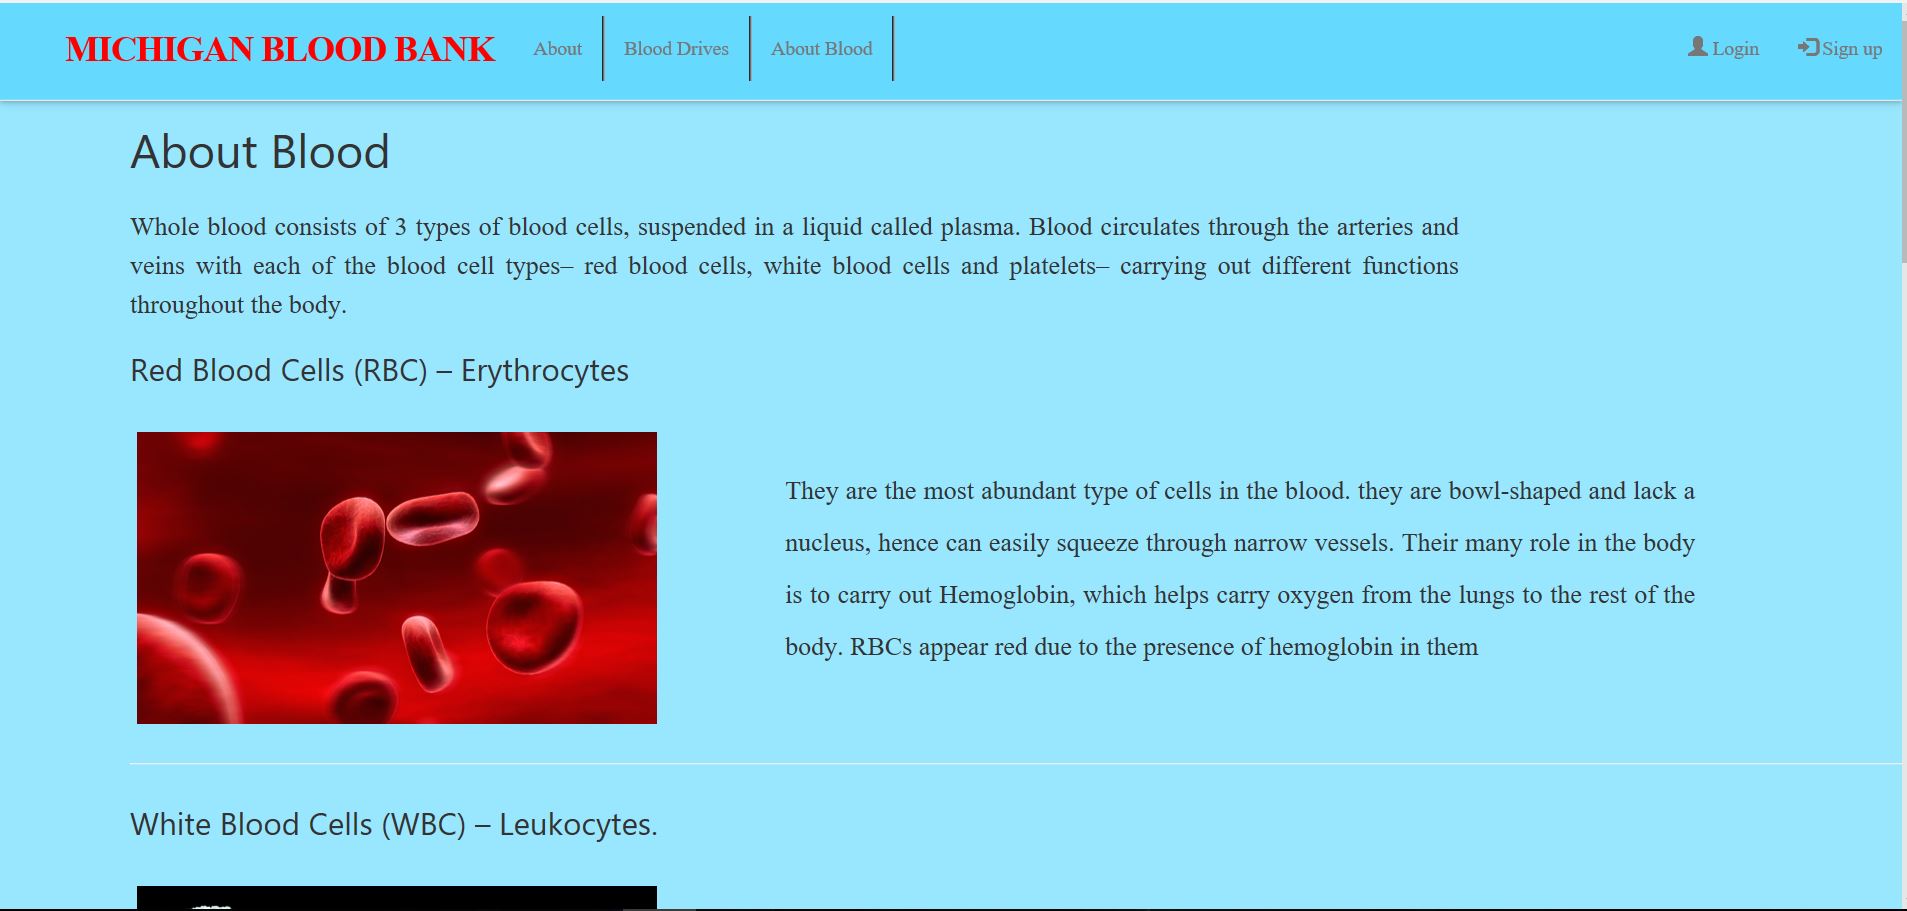 MICHIGAN BLOOD BANK
About
Blood Drives
About Blood
Login
Sign up
About Blood
Whole blood consists of 3 types of blood cells, suspended in a liquid called plasma. Blood circulates through the arteries and
veins with each of the blood cell types– red blood cells, white blood cells and platelets– carrying out different functions
throughout the body.
Red Blood Cells (RBC) – Erythrocytes
They are the most abundant type of cells in the blood. they are bowl-shaped and lack a
nucleus, hence can easily squeeze through narrow vessels. Their many role in the body
is to carry out Hemoglobin, which helps carry oxygen from the lungs to the rest of the
body. RBCs appear red due to the presence of hemoglobin in them
White Blood Cells (WBC) – Leukocytes.